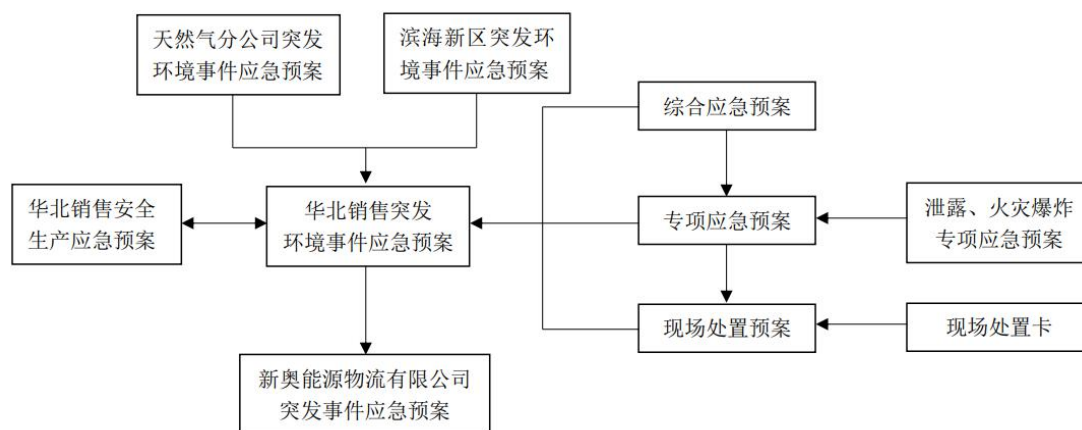 天然气分公司突发
环境事件应急预案
滨海新区突发环
境事件应急预案
综合应急预案
华北销售安全
生产应急预案
华北销售突发
环境事件应急预案
专项应急预案
泄露、火灾爆炸
专项应急预案
现场处置预案
现场处置卡
新奥能源物流有限公司
突发事件应急预案